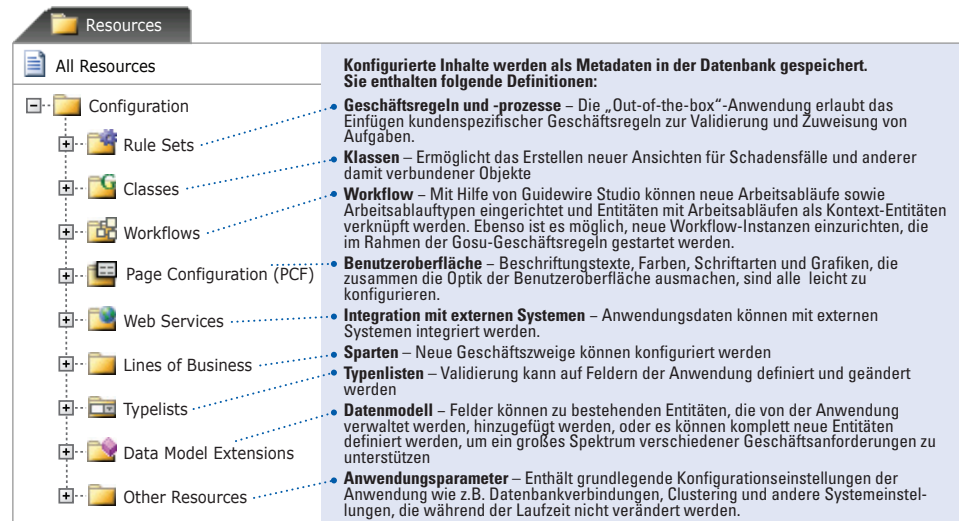 Resources
All Resources
Configuration
Rule Sets
Classes
Workflows
Page Configuration (PCF)
Web Services
Lines of Business
Typelists
Data Model Extensions
Other Resources
Konfigurierte Inhalte werden als Metadaten in der Datenbank gespeichert.
Sie enthalten folgende Definitionen:
Geschäftsregeln und -prozesse – Die „Out-of-the-box“-Anwendung erlaubt das
Einfügen kundenspezifischer Geschäftsregeln zur Validierung und Zuweisung von
Aufgaben.
Klassen – Ermöglicht das Erstellen neuer Ansichten für Schadensfälle und anderer
damit verbundener Objekte
Workflow – Mit Hilfe von Guidewire Studio können neue Arbeitsabläufe sowie
Arbeitsablauftypen eingerichtet und Entitäten mit Arbeitsabläufen als Kontext-Entitäten
verknüpft werden. Ebenso ist es möglich, neue Workflow-Instanzen einzurichten, die
im Rahmen der Gosu-Geschäftsregeln gestartet werden.
Benutzeroberfläche – Beschriftungstexte, Farben, Schriftarten und Grafiken, die
zusammen die Optik der Benutzeroberfläche ausmachen, sind alle leicht zu
konfigurieren.
Integration mit externen Systemen – Anwendungsdaten können mit externen
Systemen integriert werden.
Sparten – Neue Geschäftszweige können konfiguriert werden
Typenlisten – Validierung kann auf Feldern der Anwendung definiert und geändert
werden
Datenmodell – Felder können zu bestehenden Entitäten, die von der Anwendung
verwaltet werden, hinzugefügt werden, oder es können komplett neue Entitäten
definiert werden, um ein großes Spektrum verschiedener Geschäftsanforderungen zu
unterstützen
Anwendungsparameter – Enthält grundlegende Konfigurationseinstellungen der
Anwendung wie z.B. Datenbankverbindungen, Clustering und andere Systemeinstel-
lungen, die während der Laufzeit nicht verändert werden.